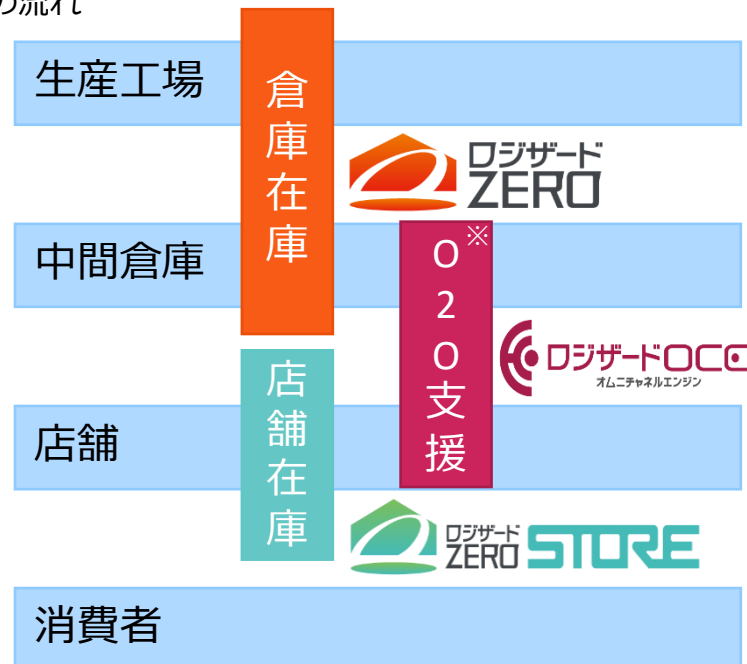 の流れ
生産工場
倉庫在庫
ロジザード
ZERO
中間倉庫
O2O支援
※
ロジザードOCE
オムニチャネルエンジン
店舗
店舗在庫
ロジザード
ZERO STORE
消費者